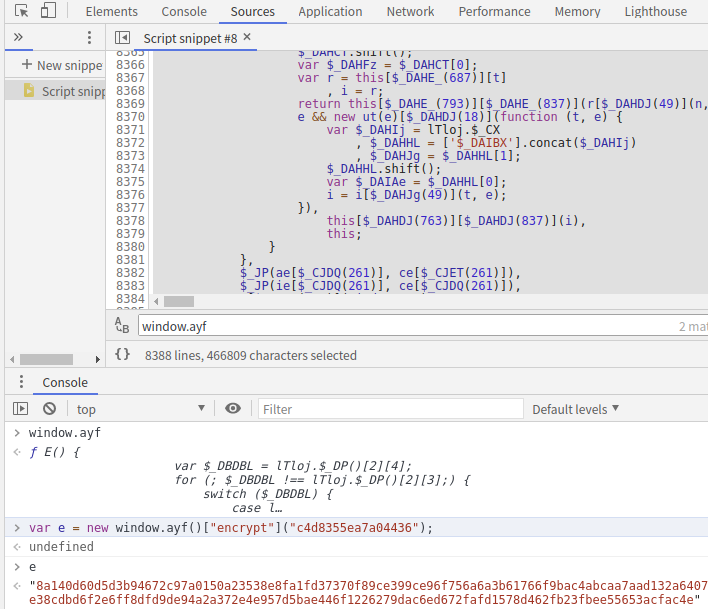 Elements Console Sources Application Network Performance Memory Lighthouse
» Script snippet #8 ×
+ New snippe
Script snipp
8365 $_DAHCT.shift();
8366 var $_DAHFz = $_DAHCT[0];
8367 var r = this[$_DAHE_(687)][t]
8368 , i = r;
8369 return this[$_DAHE_(793)][$_DAHE_(837)](r[$_DAHDJ(49)](n,
8370 e && new ut(e)[$_DAHDJ(18)](function (t, e) {
8371 var $_DAHIj = lTloj.$_CX
8372 , $_DAHHL = ['$_DAIBX'].concat($_DAHIj)
8373 , $_DAHJg = $_DAHHL[1];
8374 $_DAHHL.shift();
8375 var $_DAIAe = $_DAHHL[0];
8376 i = i[$_DAHJg(49)](t, e);
8377 }),
8378 this[$_DAHDJ(763)][$_DAHDJ(837)](i),
8379 this;
8380 }
8381 },
8382 $_JP(ae[$_CJDQ(261)], ce[$_CJET(261)]),
8383 $_JP(ie[$_CJDQ(261)], ce[$_CJDQ(261)]),
8384
window.ayf 2 mat
{} 8388 lines, 466809 characters selected
Console
top Filter Default levels
> window.ayf
ƒ E() {
var $_DBDBL = lTloj.$_DP()[2][4];
for (; $_DBDBL !== lTloj.$_DP()[2][3];) {
switch ($_DBDBL) {
case l…
> var e = new window.ayf()["encrypt"]("c4d8355ea7a04436");
undefined
> e
"8a140d60d5d3b94672c97a0150a23538e8fa1fd37370f89ce399ce96f756a6a3b61766f9bac4abcaa7aad132a6407
e38cdbd6f2e6ff8dfd9de94a2a372e4e957d5bae446f1226279dac6ed672fafd1578d462fb23fbee55653acfac4e"